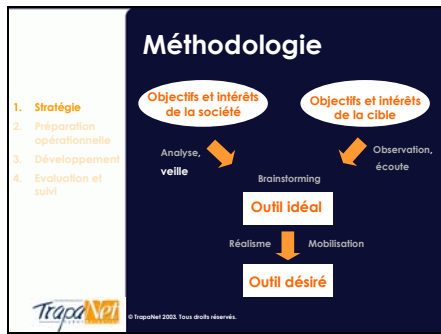 Méthodologie
1. Stratégie
2. Préparation
opérationnelle
3. Développement
4. Evaluation et
suivi
Objectifs et intérêts
de la société
Objectifs et intérêts
de la cible
Analyse,
veille
Observation,
écoute
Brainstorming
Outil idéal
Réalisme Mobilisation
Outil désiré
TrapaNet
© TrapaNet 2003. Tous droits réservés.